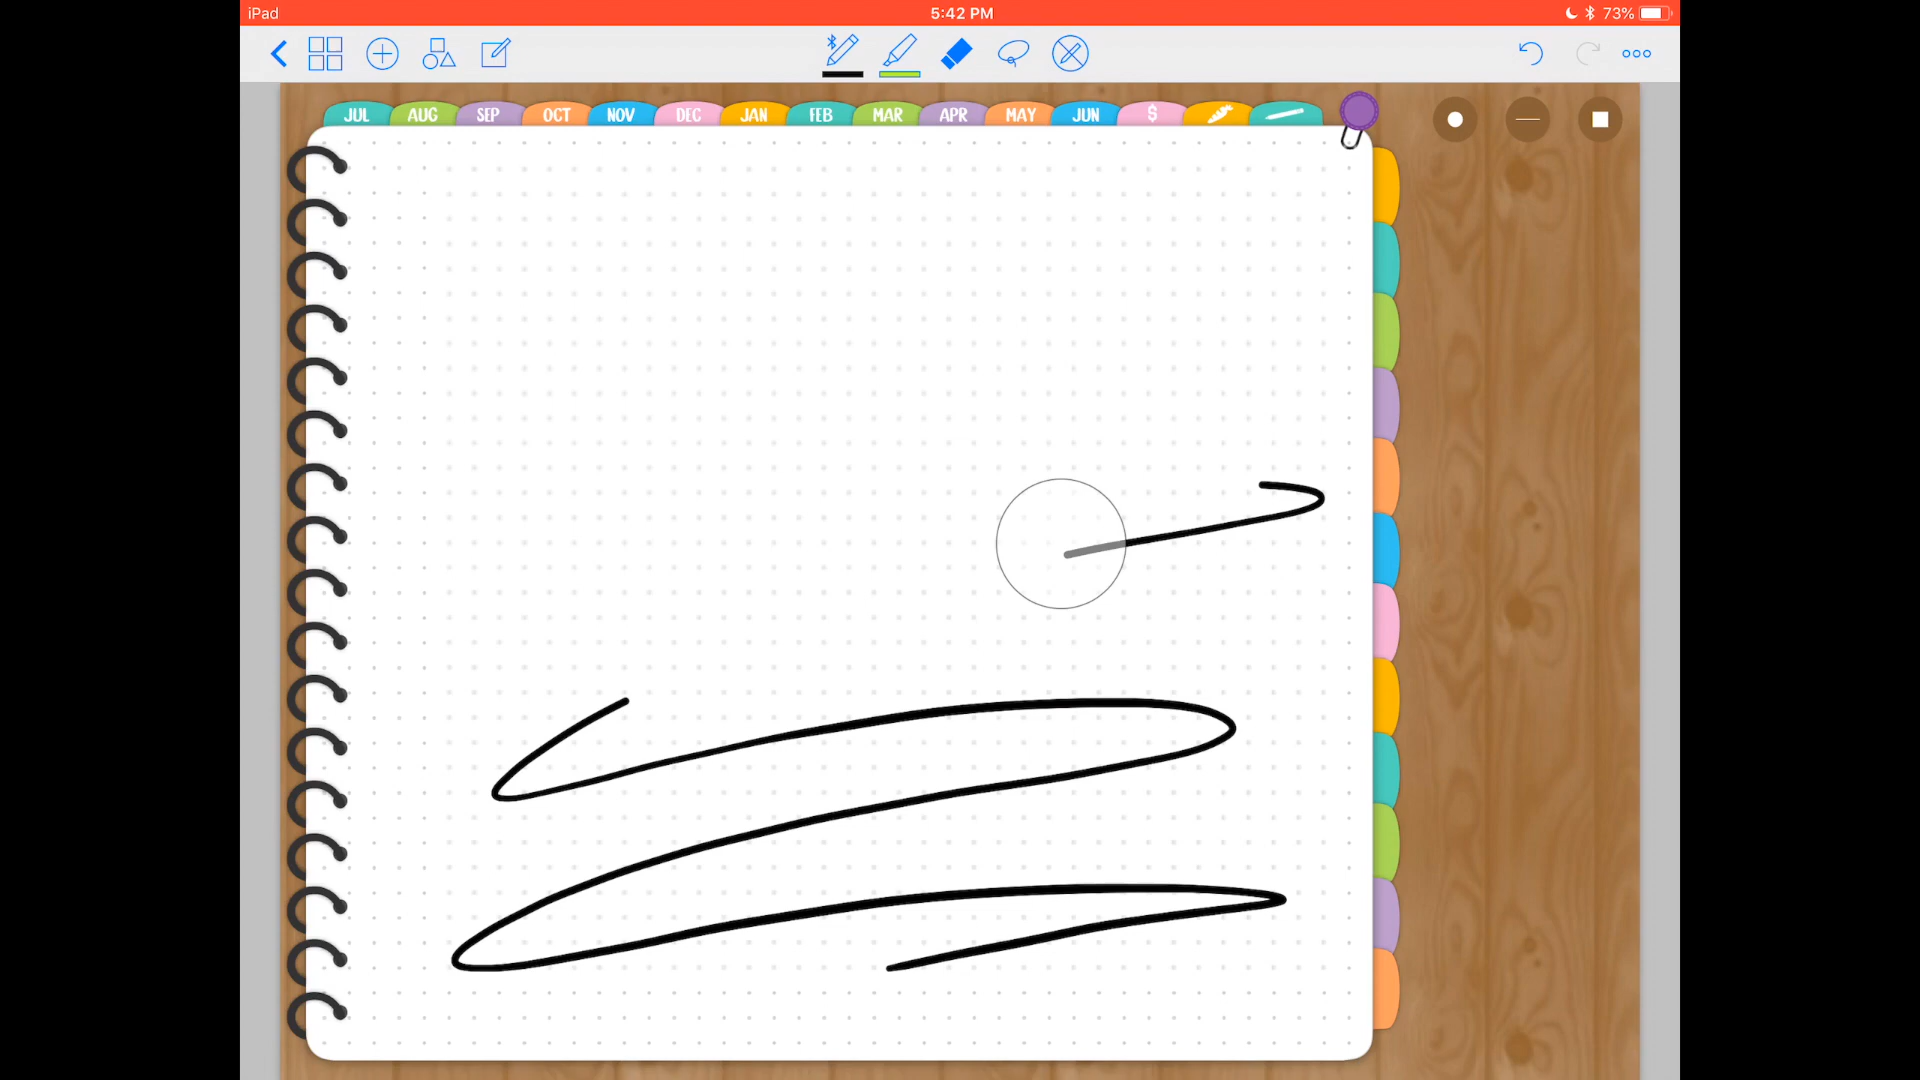 iPad 5:42 PM 73%
JUL AUG SEP OCT NOV DEC JAN FEB MAR APR MAY JUN $